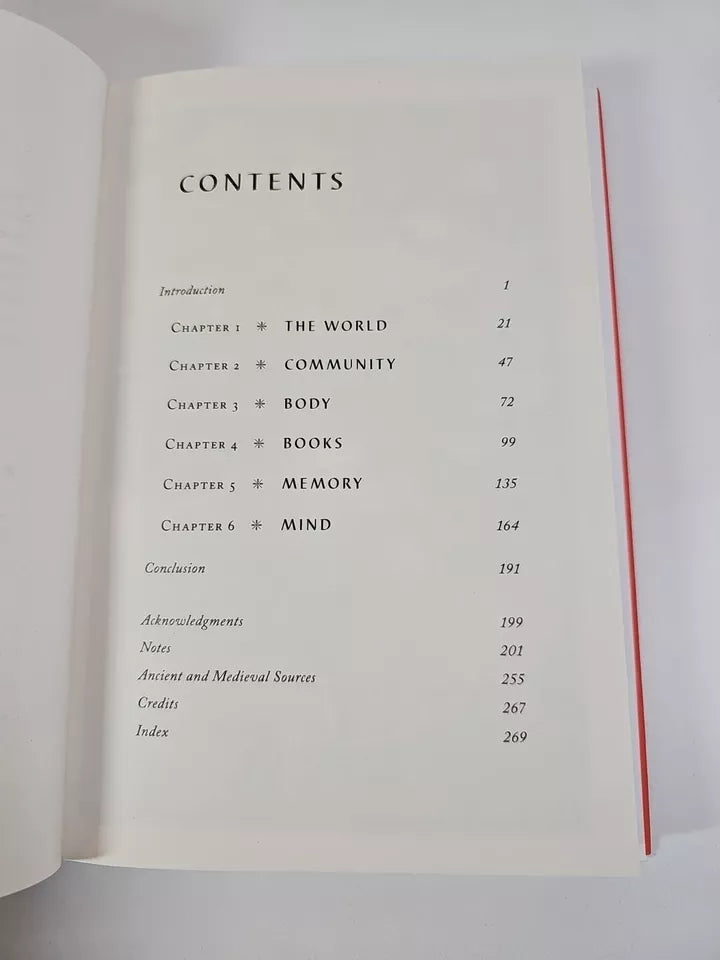 CONTENTS
Introduction 1
CHAPTER 1 ⁜ THE WORLD 21
CHAPTER 2 ⁜ COMMUNITY 47
CHAPTER 3 ⁜ BODY 72
CHAPTER 4 ⁜ BOOKS 99
CHAPTER 5 ⁜ MEMORY 135
CHAPTER 6 ⁜ MIND 164
Conclusion 191
Acknowledgments 199
Notes 201
Ancient and Medieval Sources 255
Credits 267
Index 269